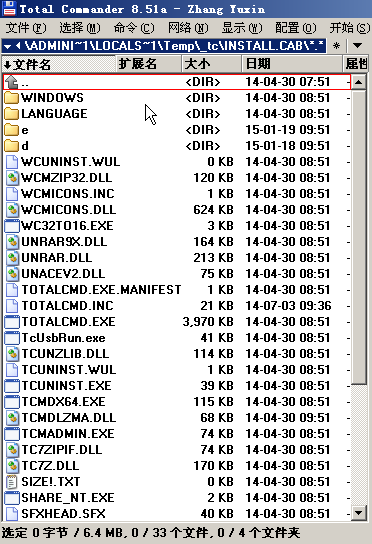 Total Commander 8.51a - Zhang Yuxin
文件(F) 选择(M) 命令(C) 网络(N) 显示(W) 配置(O) 开始(S)
\ADMINI~1\LOCALS~1\Temp\_tc\INSTALL.CAB\*.* * ▼
↓文件名 扩展名 大小 日期 属性
.. <DIR> 14-04-30 07:51 -
WINDOWS <DIR> 14-04-30 08:51 -
LANGUAGE <DIR> 14-04-30 08:51 -
e <DIR> 15-01-19 09:51 -
d <DIR> 15-01-18 09:51 -
WCUNINST.WUL 0 KB 14-04-30 08:51 -
WCMZIP32.DLL 120 KB 14-04-30 08:51 -
WCMICONS.INC 1 KB 14-04-30 08:51 -
WCMICONS.DLL 624 KB 14-04-30 08:51 -
WC32TO16.EXE 3 KB 14-04-30 08:51 -
UNRAR9X.DLL 164 KB 14-04-30 08:51 -
UNRAR.DLL 213 KB 14-04-30 08:51 -
UNACEV2.DLL 75 KB 14-04-30 08:51 -
TOTALCMD.EXE.MANIFEST 1 KB 14-04-30 08:51 -
TOTALCMD.INC 21 KB 14-07-03 09:36 -
TOTALCMD.EXE 3,970 KB 14-04-30 08:51 -
TcUsbRun.exe 41 KB 14-04-30 08:51 -
TCUNZLIB.DLL 114 KB 14-04-30 08:51 -
TCUNINST.WUL 1 KB 14-04-30 08:51 -
TCUNINST.EXE 39 KB 14-04-30 08:51 -
TCMDX64.EXE 115 KB 14-04-30 08:51 -
TCMDLZMA.DLL 68 KB 14-04-30 09:51 -
TCMADMIN.EXE 74 KB 14-04-30 08:51 -
TC7ZIPIF.DLL 74 KB 14-04-30 08:51 -
TC7Z.DLL 170 KB 14-04-30 08:51 -
SIZE!.TXT 0 KB 14-04-30 08:51 -
SHARE_NT.EXE 2 KB 14-04-30 08:51 -
SFXHEAD.SFX 40 KB 14-04-30 08:51 -
选定 0 字节 / 6.4 MB, 0 / 33 个文件, 0 / 4 个文件夹